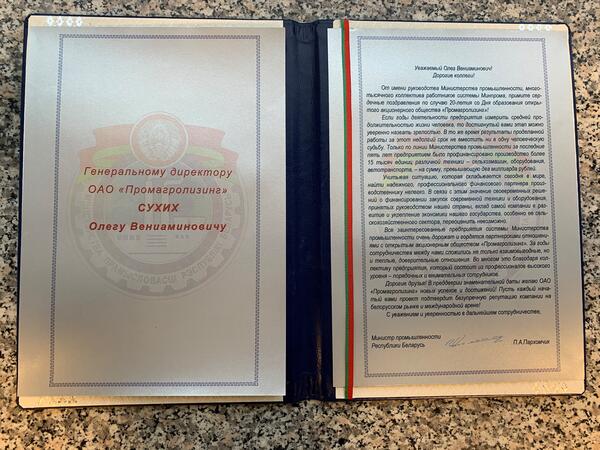 Генеральному директору
ОАО «Промагролизинг»
СУХИХ
Олегу Вениаминовичу
Уважаемый Олег Вениаминович!
Дорогие коллеги!
От имени руководства Министерства промышленности, много-
тысячного коллектива работников системы Минпрома, примите сер-
дечные поздравления по случаю 20-летия со Дня образования откры-
того акционерного общества «Промагролизинг»!
Если годы деятельности предприятия измерить средней про-
должительностью жизни человека, то достигнутый вами этап можно
уверенно назвать зрелостью. В то же время результаты проделанной
работы за этот недолгий срок не вместить ни в одну человеческую
судьбу. Только по линии Министерства промышленности за последние
пять лет предприятием было профинансировано производство более
15 тысяч единиц различной техники – сельхозмашин, оборудования,
автотранспорта, – на сумму, превышающую два миллиарда рублей.
Учитывая ситуацию, которая складывается сегодня в мире,
найти надежного, профессионального финансового партнера произ-
водственнику нелегко. В связи с этим значение своевременных решений
о финансировании закупок современной техники и оборудования,
принятых руководством нашей страны, вклад самой компании в раз-
витие и укрепление экономики нашего государства, особенно ее сель-
скохозяйственного сектора, переоценить невозможно.
Все заинтересованные предприятия системы Министерства
промышленности очень дорожат и гордятся партнерскими отношения-
ми с открытым акционерным обществом «Промагролизинг». За годы
сотрудничества между нами сложились не только взаимовыгодные, но
и теплые, доверительные отношения. Во многом это благодаря кол-
лективу предприятия, который состоит из профессионалов высокого
уровня – порядочных и внимательных сотрудников.
Дорогие друзья! В преддверии знаменательной даты желаю ОАО
«Промагролизинг» новых успехов и достижений! Пусть каждый нача-
тый вами проект подтвердит безупречную репутацию компании на
белорусском рынке и международной арене!
С уважением и уверенностью в дальнейшем сотрудничестве,
Министр промышленности
Республики Беларусь
П.А.Пархомчик